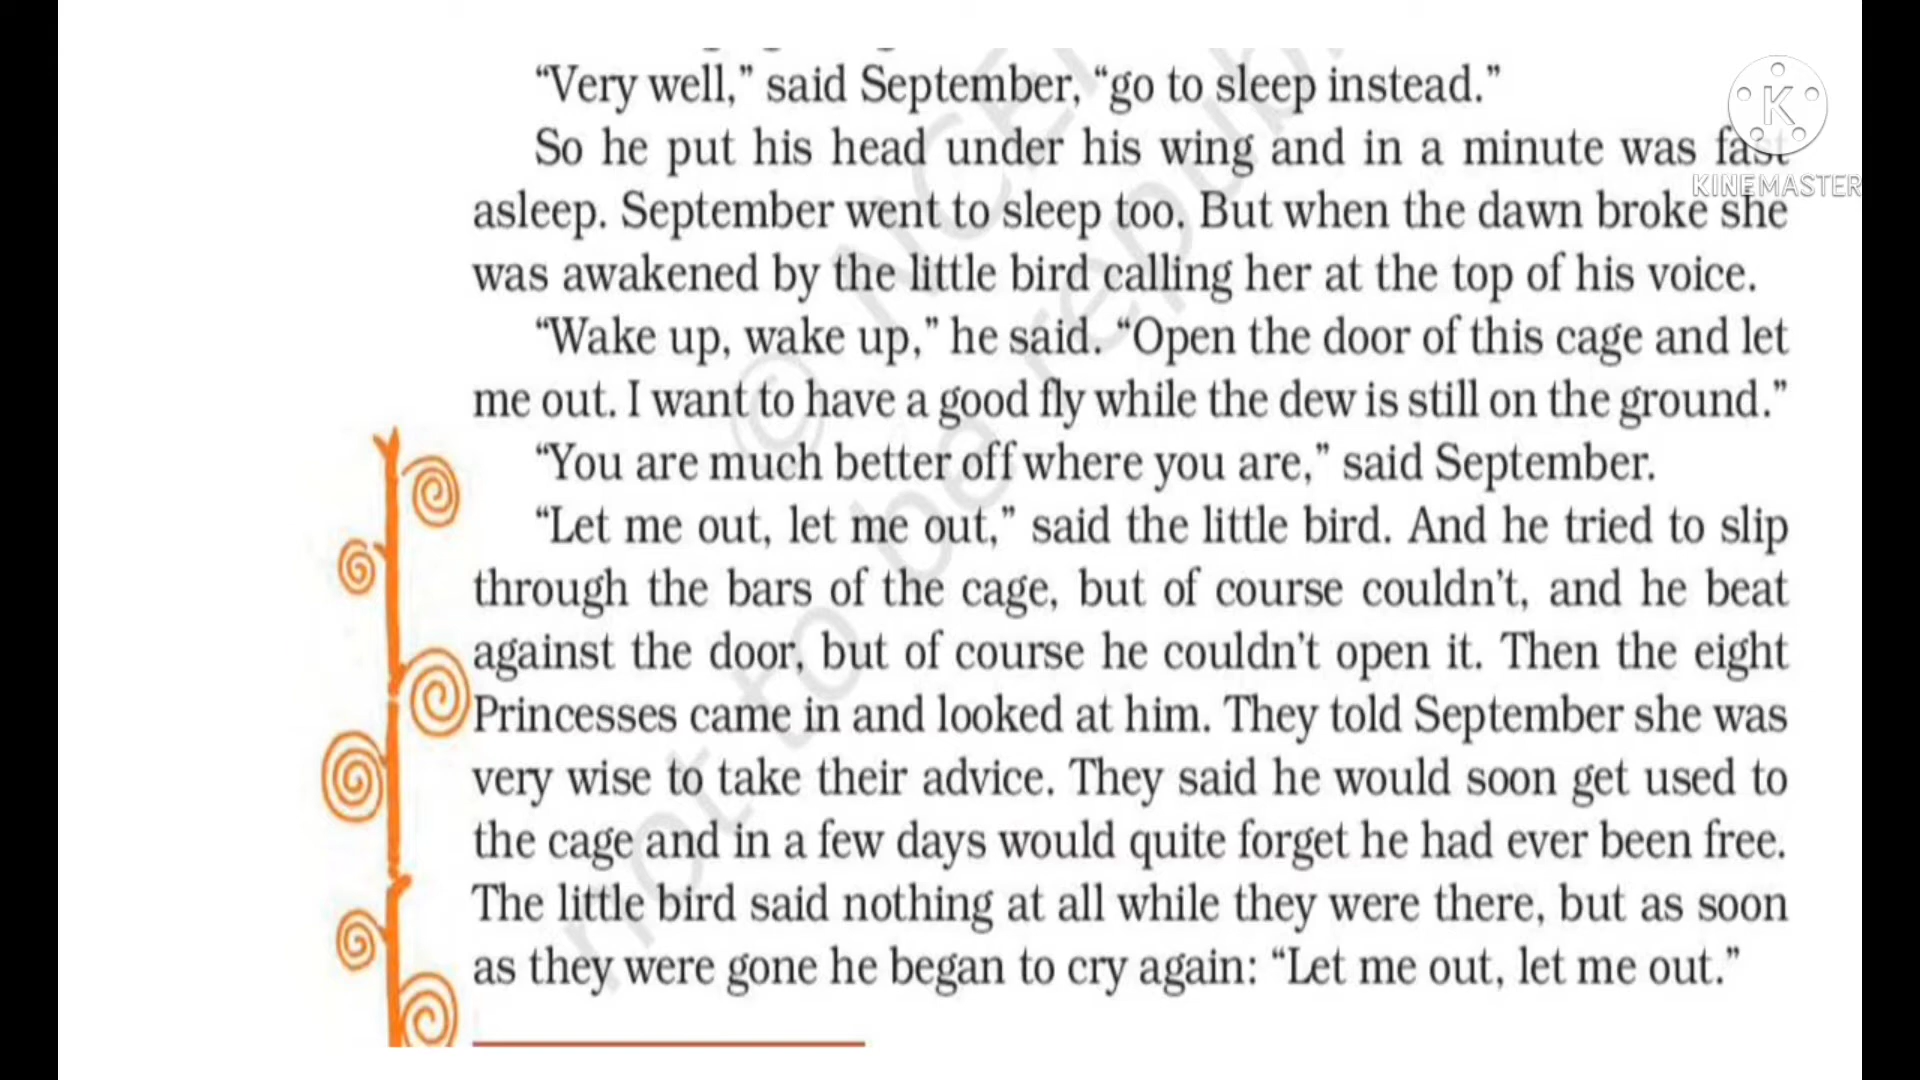 “Very well,” said September, “go to sleep instead.”
So he put his head under his wing and in a minute was fast
asleep. September went to sleep too. But when the dawn broke she
was awakened by the little bird calling her at the top of his voice.
“Wake up, wake up,” he said. “Open the door of this cage and let
me out. I want to have a good fly while the dew is still on the ground.”
“You are much better off where you are,” said September.
“Let me out, let me out,” said the little bird. And he tried to slip
through the bars of the cage, but of course couldn’t, and he beat
against the door, but of course he couldn’t open it. Then the eight
Princesses came in and looked at him. They told September she was
very wise to take their advice. They said he would soon get used to
the cage and in a few days would quite forget he had ever been free.
The little bird said nothing at all while they were there, but as soon
as they were gone he began to cry again: “Let me out, let me out.”
K
KINEMASTER
© NCER
not to be republ